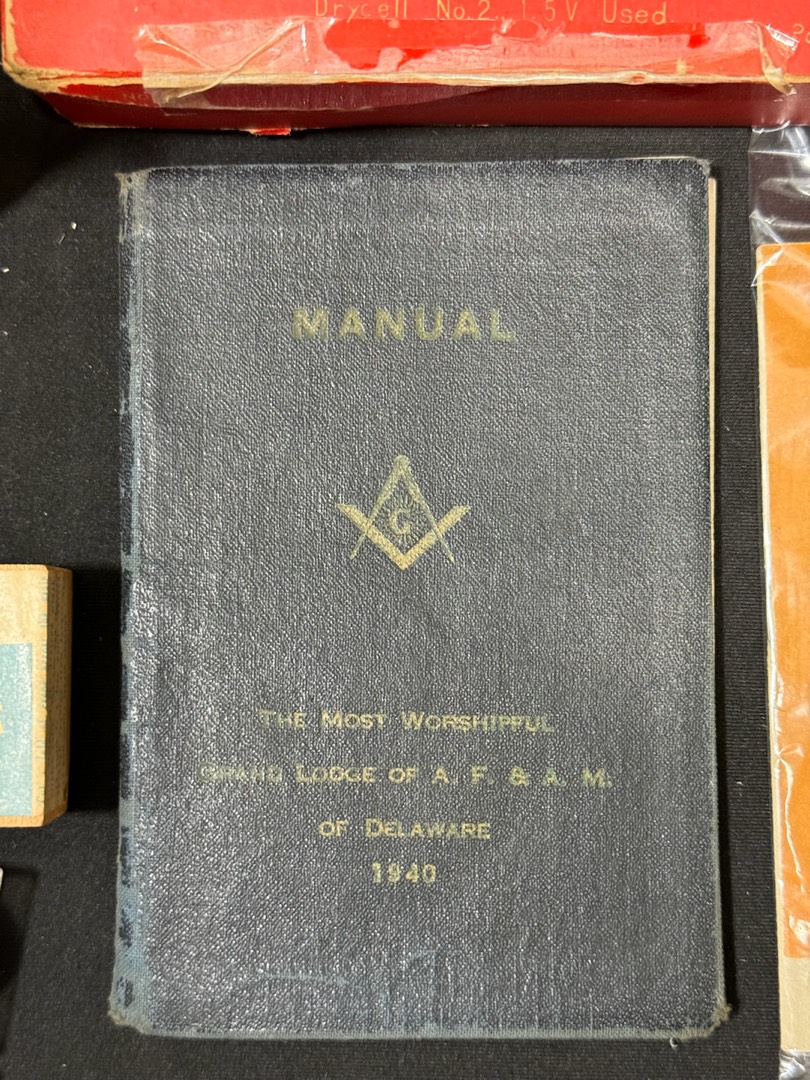 Drycell No.2 1.5V Used.
MANUAL
G
THE MOST WORSHIPFUL
GRAND LODGE OF A. F. & A. M.
OF DELAWARE
1940